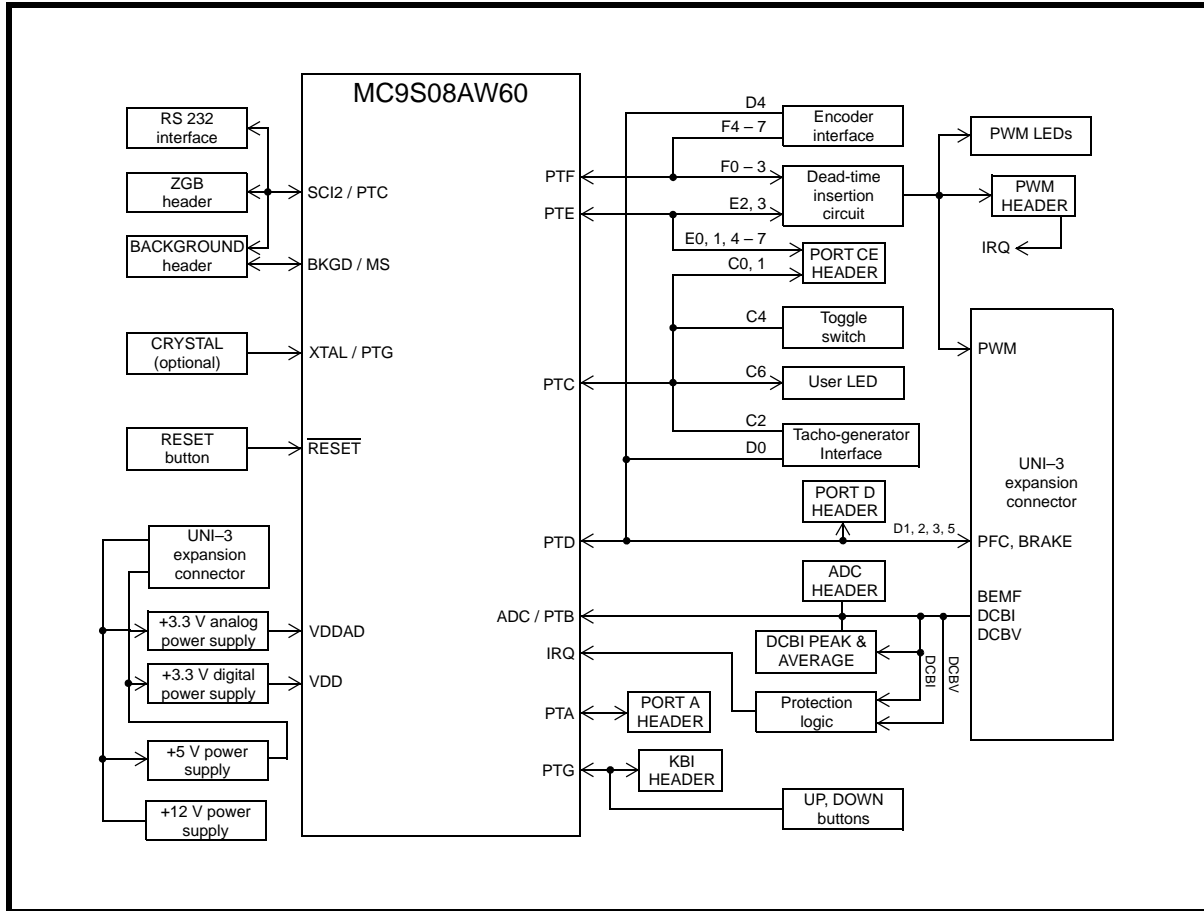 MC9S08AW60
RS 232
interface
ZGB
header
BACKGROUND
header
CRYSTAL
(optional)
RESET
button
UNI–3
expansion
connector
+3.3 V analog
power supply
+3.3 V digital
power supply
+5 V power
supply
+12 V power
supply
SCI2 / PTC
BKGD / MS
XTAL / PTG
RESET
VDDAD
VDD
PTF
PTE
PTC
PTD
ADC / PTB
IRQ
PTA
PTG
D4
F4 – 7
F0 – 3
E2, 3
E0, 1, 4 – 7
C0, 1
C4
C6
C2
D0
Encoder
interface
Dead-time
insertion
circuit
PORT CE
HEADER
Toggle
switch
User LED
Tacho-generator
Interface
PORT D
HEADER
D1, 2, 3, 5
ADC
HEADER
DCBI PEAK &
AVERAGE
DCBI
DCBV
Protection
logic
PORT A
HEADER
KBI
HEADER
UP, DOWN
buttons
PWM LEDs
PWM
HEADER
IRQ
PWM
UNI–3
expansion
connector
PFC, BRAKE
BEMF
DCBI
DCBV